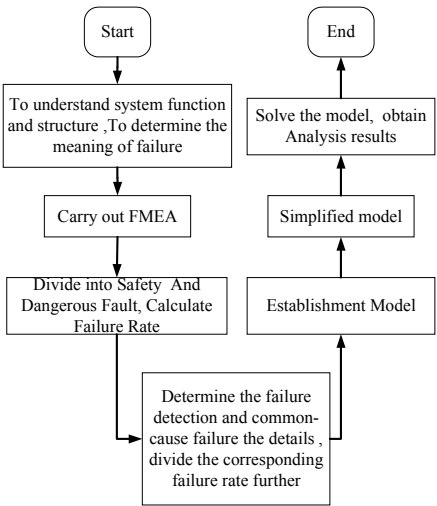 Start
To understand system function
and structure ,To determine the
meaning of failure
Carry out FMEA
Divide into Safety And
Dangerous Fault, Calculate
Failure Rate
Determine the failure
detection and common-
cause failure the details ,
divide the corresponding
failure rate further
Establishment Model
Simplified model
Solve the model, obtain
Analysis results
End